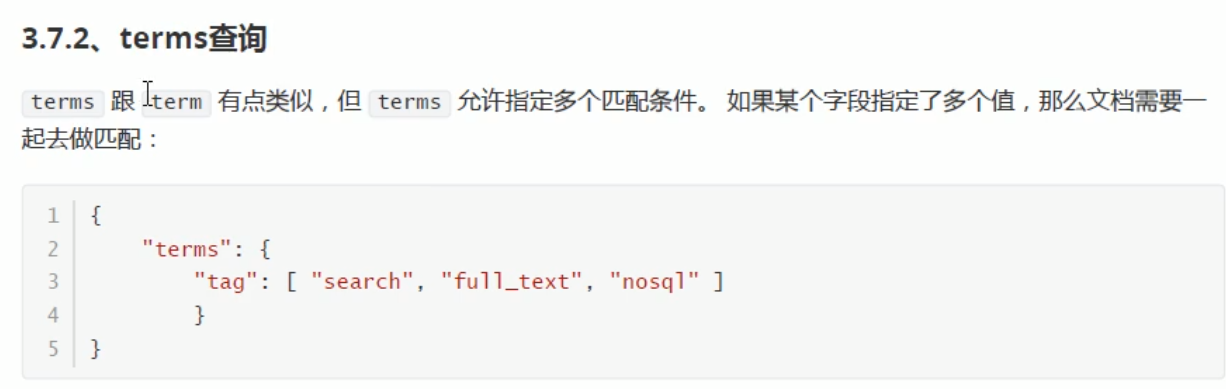 3.7.2、terms查询
terms 跟 term 有点类似，但 terms 允许指定多个匹配条件。 如果某个字段指定了多个值，那么文档需要一
起去做匹配：
1 {
2     "terms": {
3         "tag": [ "search", "full_text", "nosql" ]
4         }
5 }